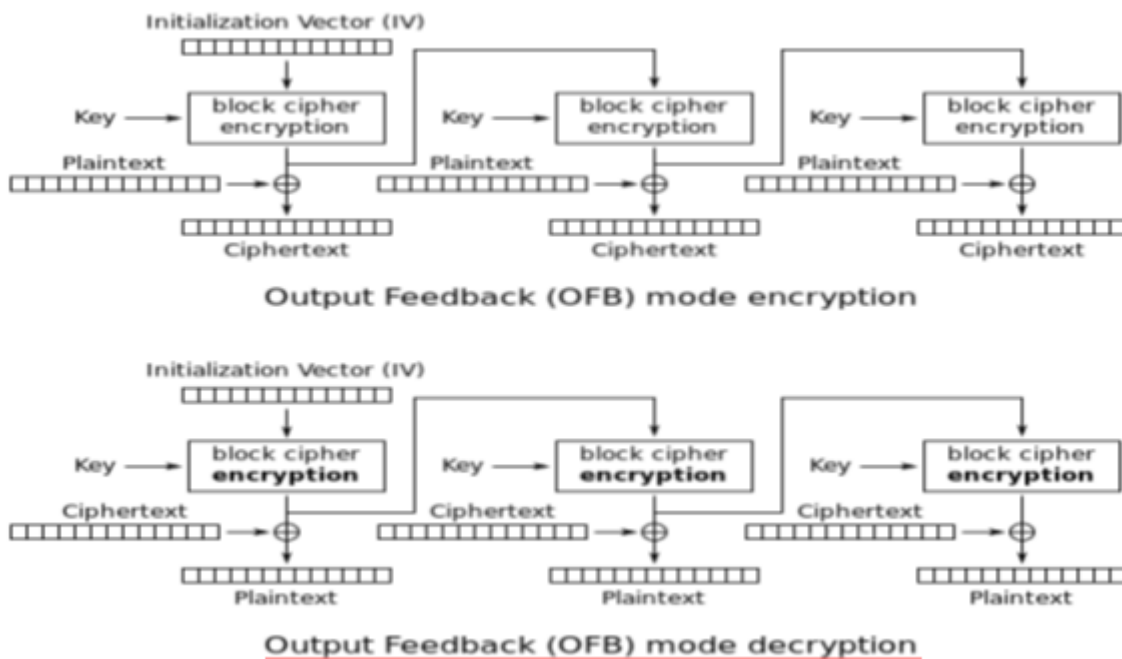 Initialization Vector (IV)
Key
block cipher
encryption
Key
block cipher
encryption
Key
block cipher
encryption
Plaintext
Plaintext
Plaintext
Ciphertext
Ciphertext
Ciphertext
Output Feedback (OFB) mode encryption
Initialization Vector (IV)
Key
block cipher
encryption
Key
block cipher
encryption
Key
block cipher
encryption
Ciphertext
Ciphertext
Ciphertext
Plaintext
Plaintext
Plaintext
Output Feedback (OFB) mode decryption